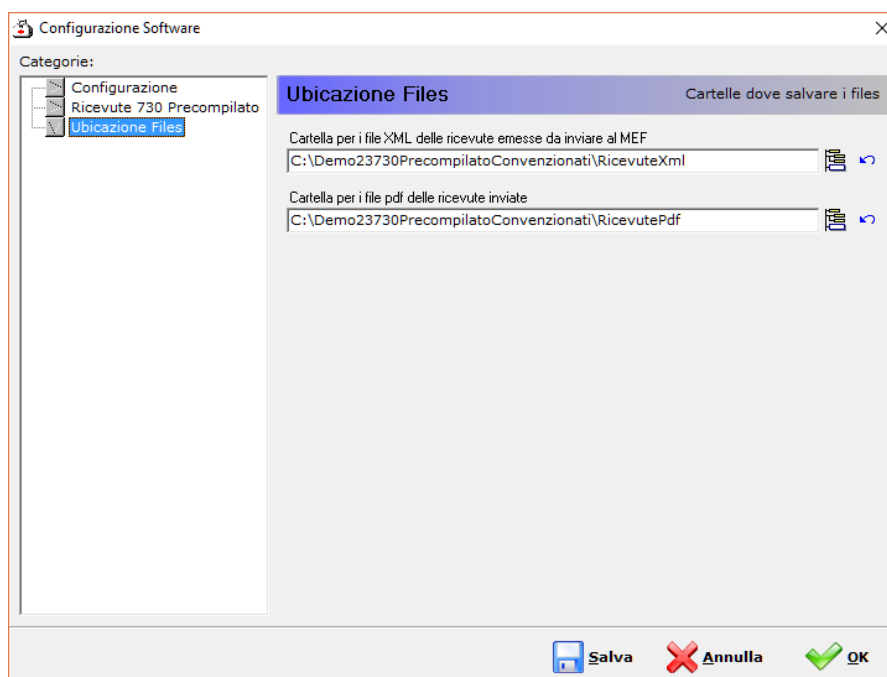 Configurazione Software
Categorie:
Configurazione
Ricevute 730 Precompilato
Ubicazione Files
Ubicazione Files Cartelle dove salvare i files
Cartella per i file XML delle ricevute emesse da inviare al MEF
C:\Demo23730PrecompilatoConvenzionati\RicevuteXml
Cartella per i file pdf delle ricevute inviate
C:\Demo23730PrecompilatoConvenzionati\RicevutePdf
Salva Annulla OK